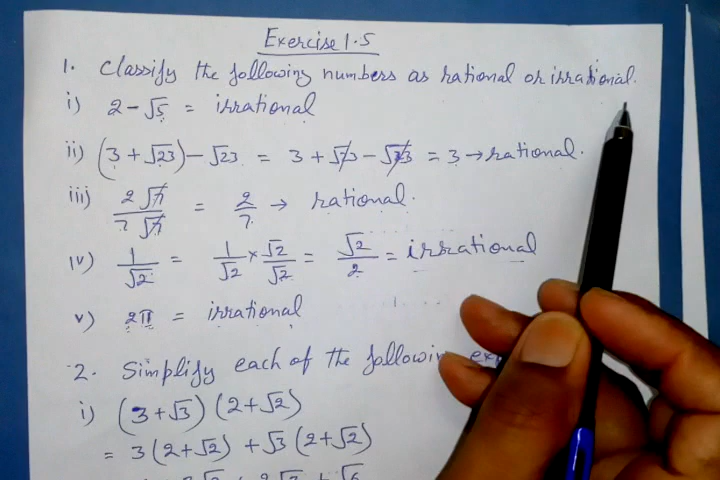 Exercise 1.5
1. Classify the following numbers as rational or irrational.
i) 2 - √5 = irrational
ii) (3 + √23) - √23 = 3 + √23 - √23 = 3 → rational.
iii) 2√7 / 7√7 = 2/7 → rational.
iv) 1/√2 = 1/√2 × √2/√2 = √2/2 = irrational
v) 2π = irrational
2. Simplify each of the
i) (3 + √3) (2 + √2)
= 3(2 + √2) + √3(2 + √2)